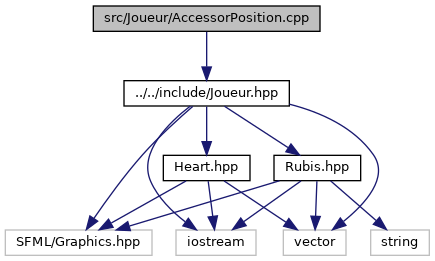 src/Joueur/AccessorPosition.cpp
../../include/Joueur.hpp
Heart.hpp
Rubis.hpp
SFML/Graphics.hpp
iostream
vector
string